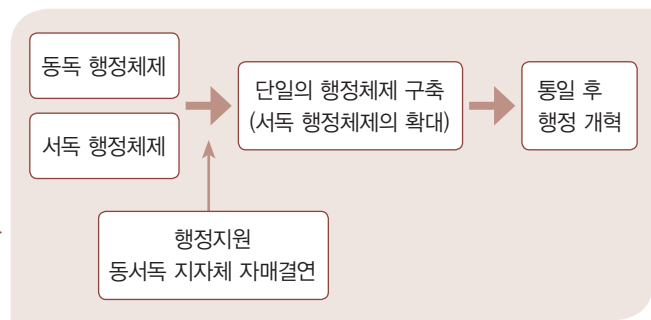 동독 행정체제
서독 행정체제
단일의 행정체제 구축
(서독 행정체제의 확대)
통일 후
행정 개혁
행정지원
동서독 지자체 자매결연